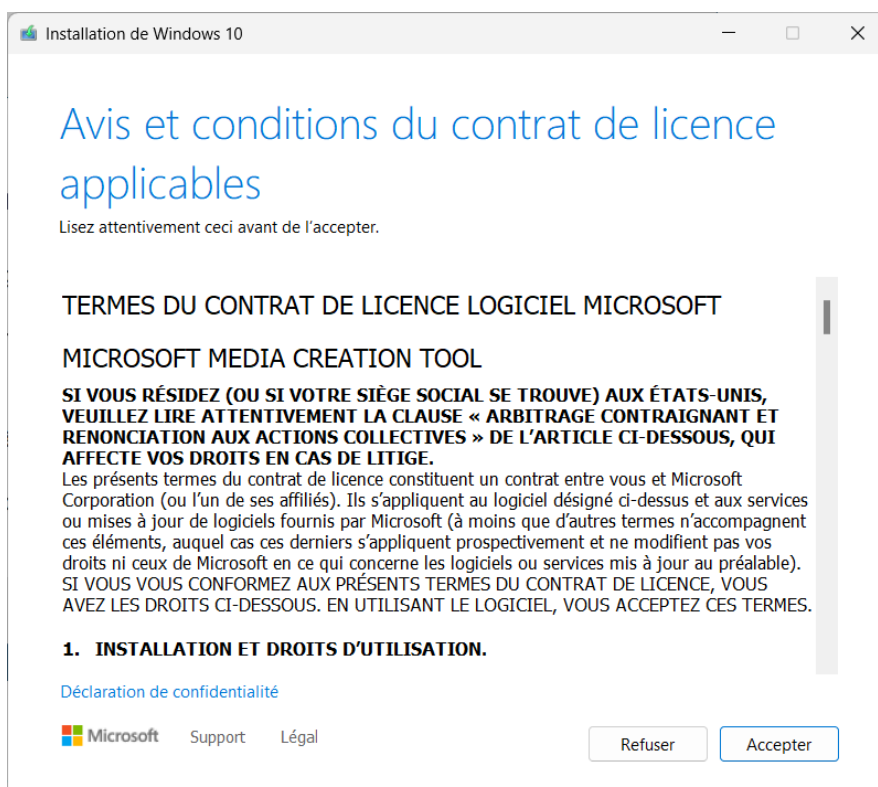 Installation de Windows 10
Avis et conditions du contrat de licence
applicables
Lisez attentivement ceci avant de l’accepter.
TERMES DU CONTRAT DE LICENCE LOGICIEL MICROSOFT
MICROSOFT MEDIA CREATION TOOL
SI VOUS RÉSIDEZ (OU SI VOTRE SIÈGE SOCIAL SE TROUVE) AUX ÉTATS-UNIS,
VEUILLEZ LIRE ATTENTIVEMENT LA CLAUSE « ARBITRAGE CONTRAIGNANT ET
RENONCIATION AUX ACTIONS COLLECTIVES » DE L’ARTICLE CI-DESSOUS, QUI
AFFECTE VOS DROITS EN CAS DE LITIGE.
Les présents termes du contrat de licence constituent un contrat entre vous et Microsoft
Corporation (ou l’un de ses affiliés). Ils s’appliquent au logiciel désigné ci-dessus et aux services
ou mises à jour de logiciels fournis par Microsoft (à moins que d’autres termes n’accompagnent
ces éléments, auquel cas ces derniers s’appliquent prospectivement et ne modifient pas vos
droits ni ceux de Microsoft en ce qui concerne les logiciels ou services mis à jour au préalable).
SI VOUS VOUS CONFORMEZ AUX PRÉSENTS TERMES DU CONTRAT DE LICENCE, VOUS
AVEZ LES DROITS CI-DESSOUS. EN UTILISANT LE LOGICIEL, VOUS ACCEPTEZ CES TERMES.
1. INSTALLATION ET DROITS D’UTILISATION.
Déclaration de confidentialité
Microsoft Support Légal Refuser Accepter